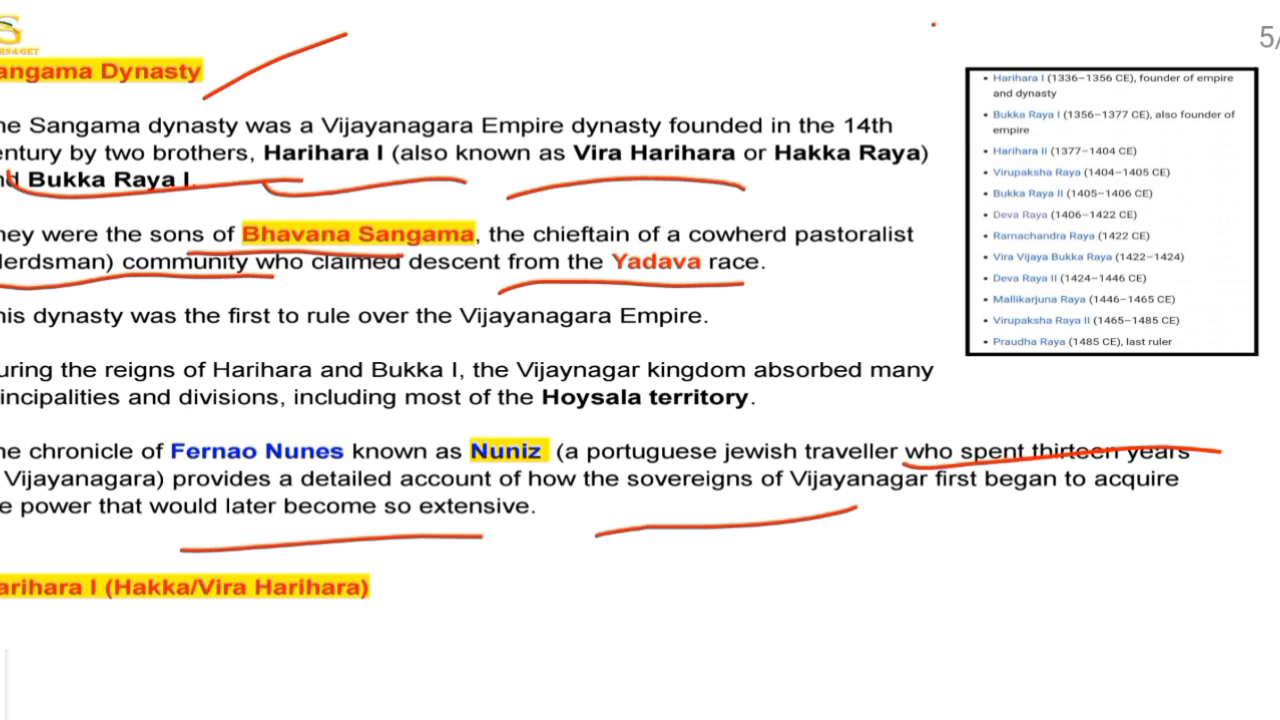 S
RN&GET
5/
angama Dynasty
he Sangama dynasty was a Vijayanagara Empire dynasty founded in the 14th
entury by two brothers, Harihara I (also known as Vira Harihara or Hakka Raya)
nd Bukka Raya I.
hey were the sons of Bhavana Sangama, the chieftain of a cowherd pastoralist
Herdsman) community who claimed descent from the Yadava race.
his dynasty was the first to rule over the Vijayanagara Empire.
uring the reigns of Harihara and Bukka I, the Vijaynagar kingdom absorbed many
incipalities and divisions, including most of the Hoysala territory.
he chronicle of Fernao Nunes known as Nuniz (a portuguese jewish traveller who spent thirteen years
Vijayanagara) provides a detailed account of how the sovereigns of Vijayanagar first began to acquire
e power that would later become so extensive.
arihara I (Hakka/Vira Harihara)
• Harihara I (1336–1356 CE), founder of empire
and dynasty
• Bukka Raya I (1356–1377 CE), also founder of
empire
• Harihara II (1377–1404 CE)
• Virupaksha Raya (1404–1405 CE)
• Bukka Raya II (1405–1406 CE)
• Deva Raya (1406–1422 CE)
• Ramachandra Raya (1422 CE)
• Vira Vijaya Bukka Raya (1422–1424)
• Deva Raya II (1424–1446 CE)
• Mallikarjuna Raya (1446–1465 CE)
• Virupaksha Raya II (1465–1485 CE)
• Praudha Raya (1485 CE), last ruler